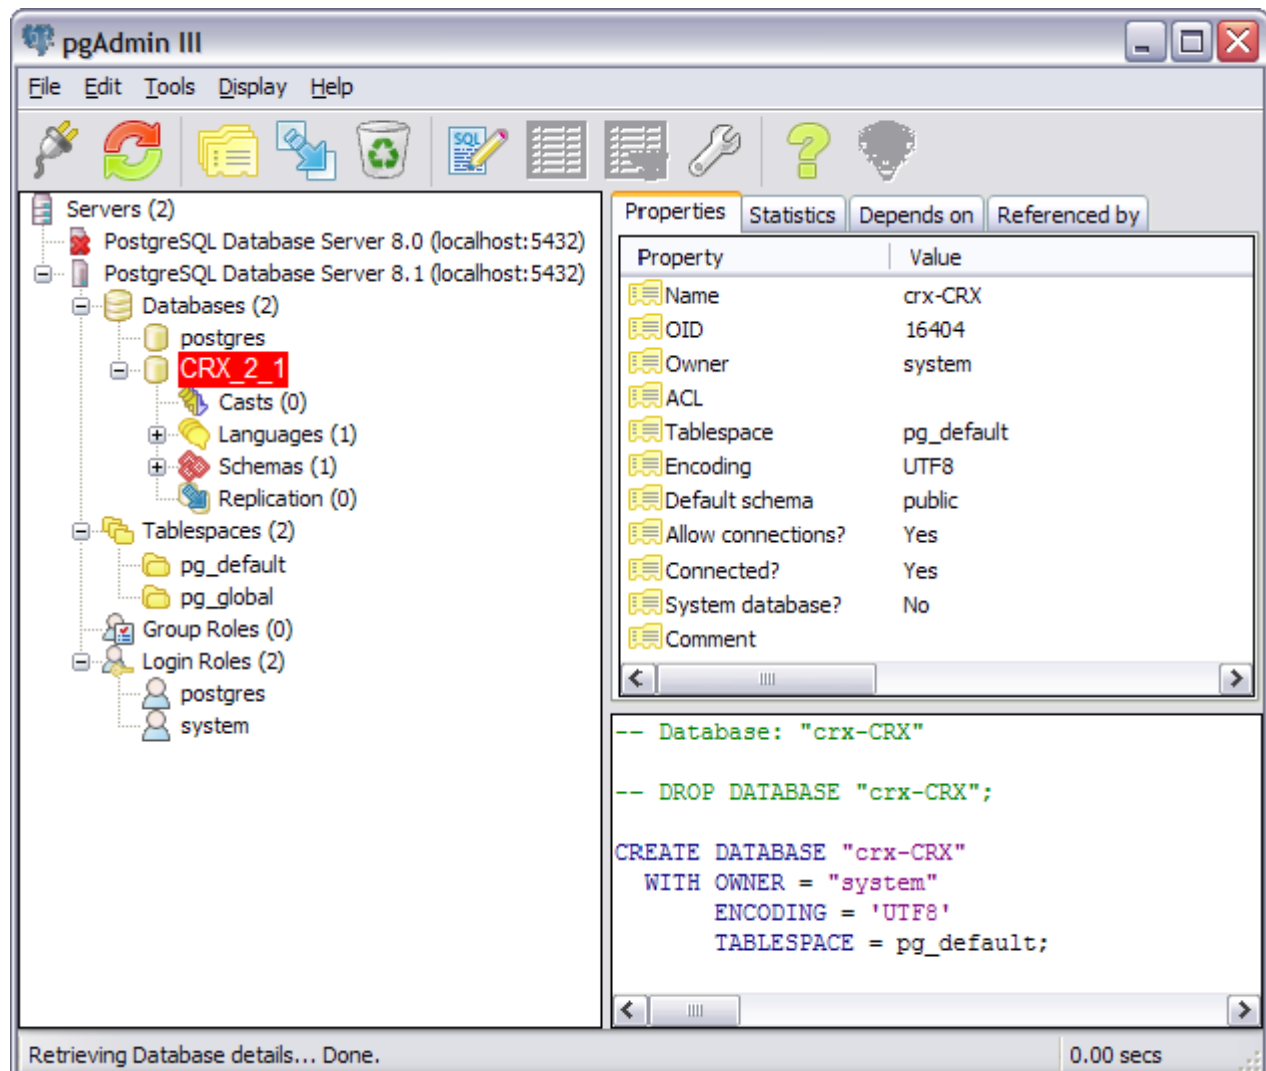 pgAdmin III
File Edit Tools Display Help
SQL
Servers (2)
PostgreSQL Database Server 8.0 (localhost:5432)
PostgreSQL Database Server 8.1 (localhost:5432)
Databases (2)
postgres
CRX_2_1
Casts (0)
Languages (1)
Schemas (1)
Replication (0)
Tablespaces (2)
pg_default
pg_global
Group Roles (0)
Login Roles (2)
postgres
system
Properties Statistics Depends on Referenced by
Property Value
Name crx-CRX
OID 16404
Owner system
ACL
Tablespace pg_default
Encoding UTF8
Default schema public
Allow connections? Yes
Connected? Yes
System database? No
Comment
-- Database: "crx-CRX"
-- DROP DATABASE "crx-CRX";
CREATE DATABASE "crx-CRX"
WITH OWNER = "system"
ENCODING = 'UTF8'
TABLESPACE = pg_default;
Retrieving Database details... Done. 0.00 secs